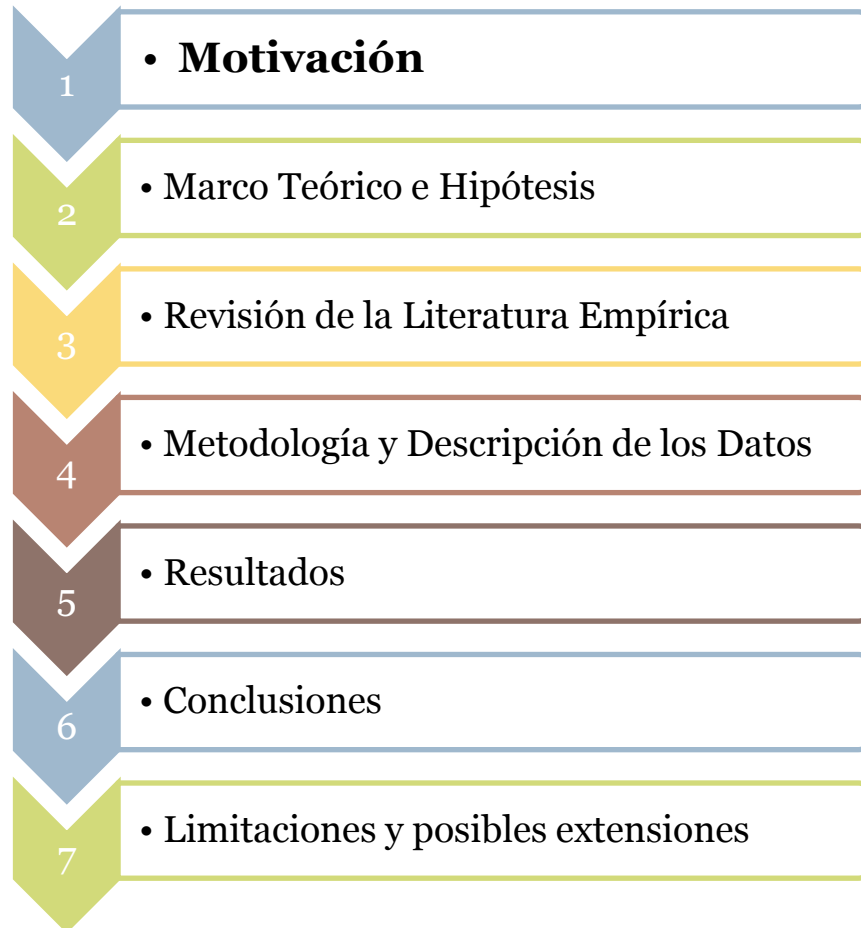 1
• Motivación
2
• Marco Teórico e Hipótesis
3
• Revisión de la Literatura Empírica
4
• Metodología y Descripción de los Datos
5
• Resultados
6
• Conclusiones
7
• Limitaciones y posibles extensiones